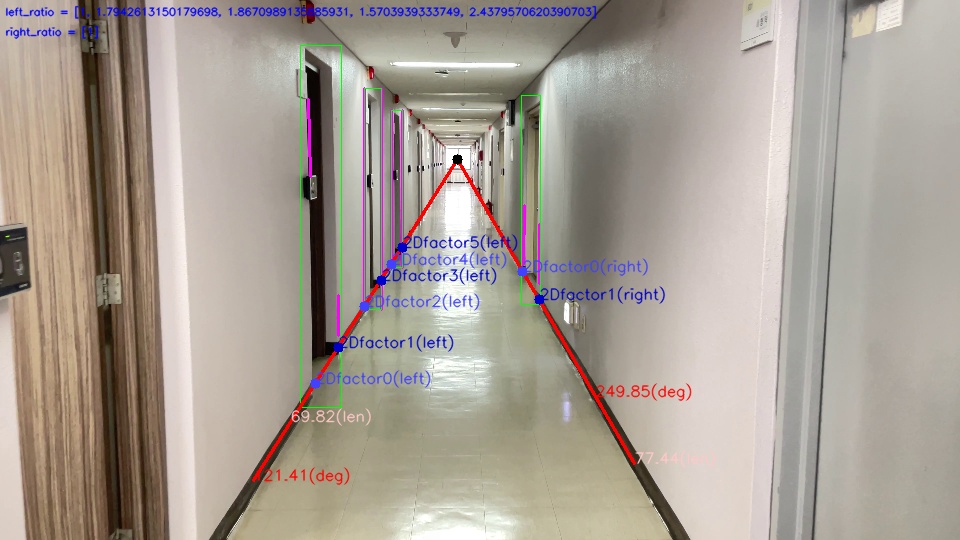 left_ratio = [1, 1.7942613150179698, 1.8670989135885931, 1.5703939333749, 2.4379570620390703]
right_ratio = [1]
2Dfactor5(left)
2Dfactor4(left)
2Dfactor0(right)
2Dfactor3(left)
2Dfactor1(right)
2Dfactor2(left)
2Dfactor1(left)
2Dfactor0(left)
249.85(deg)
69.82(len)
77.44
21.41(deg)